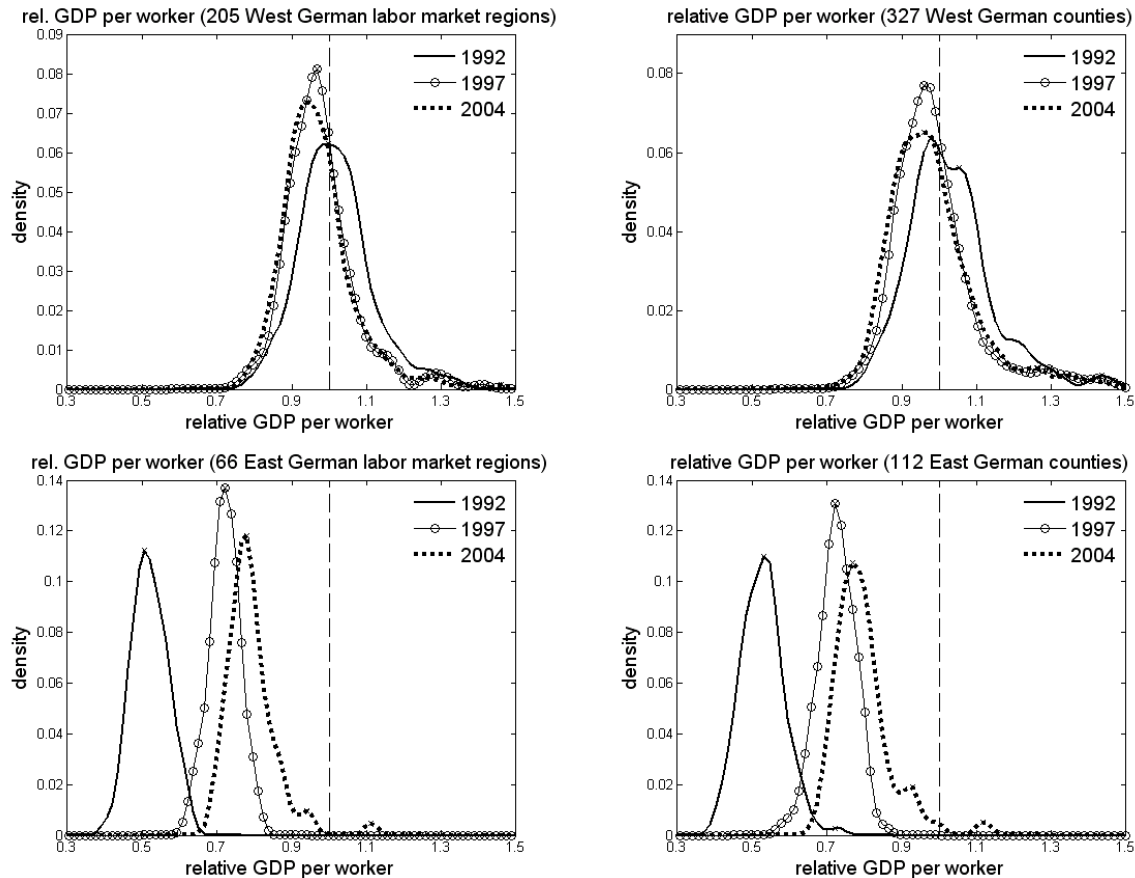 rel. GDP per worker (205 West German labor market regions)
0.09
0.08
0.07
0.06
0.05
0.04
0.03
0.02
0.01
0
density
1992
1997
2004
0.3 0.5 0.7 0.9 1.1 1.3 1.5
relative GDP per worker
relative GDP per worker (327 West German counties)
0.08
0.06
0.04
0.02
0
density
1992
1997
2004
0.3 0.5 0.7 0.9 1.1 1.3 1.5
relative GDP per worker
rel. GDP per worker (66 East German labor market regions)
0.14
0.12
0.1
0.08
0.06
0.04
0.02
0
density
1992
1997
2004
0.3 0.5 0.7 0.9 1.1 1.3 1.5
relative GDP per worker
relative GDP per worker (112 East German counties)
0.14
0.12
0.1
0.08
0.06
0.04
0.02
0
density
1992
1997
2004
0.3 0.5 0.7 0.9 1.1 1.3 1.5
relative GDP per worker